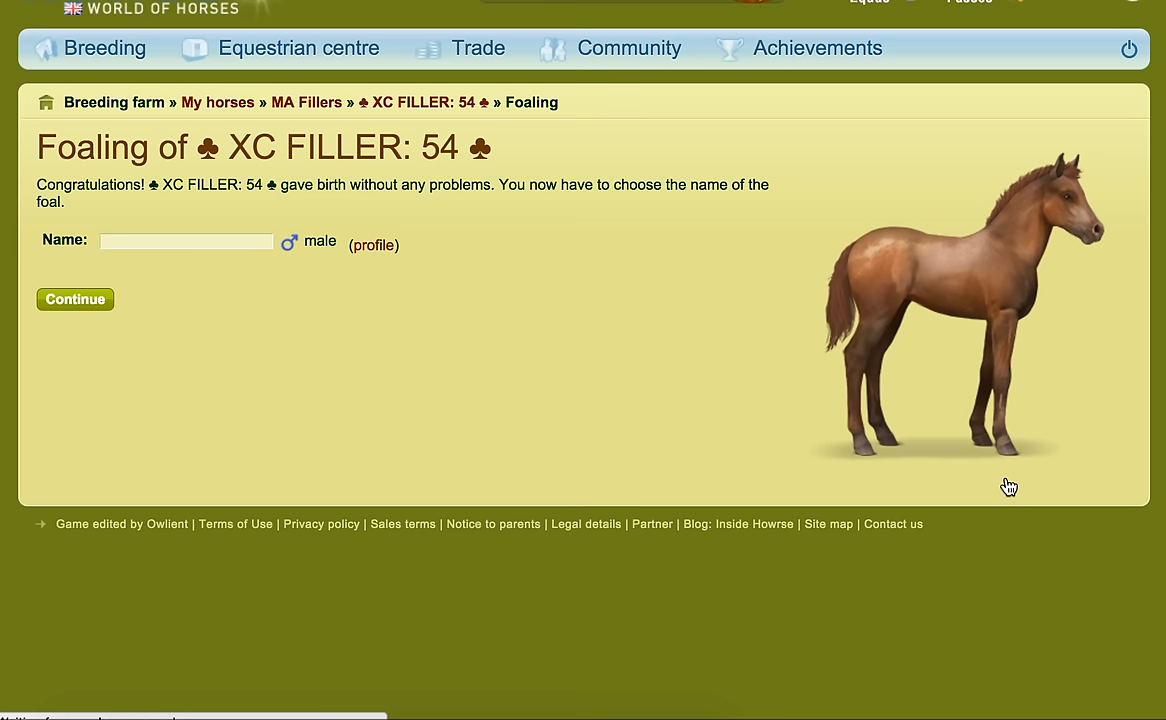 WORLD OF HORSES
Equus Passes
Breeding Equestrian centre Trade Community Achievements
Breeding farm » My horses » MA Fillers » ♣ XC FILLER: 54 ♣ » Foaling
Foaling of ♣ XC FILLER: 54 ♣
Congratulations! ♣ XC FILLER: 54 ♣ gave birth without any problems. You now have to choose the name of the
foal.
Name: male (profile)
Continue
Game edited by Owlient | Terms of Use | Privacy policy | Sales terms | Notice to parents | Legal details | Partner | Blog: Inside Howrse | Site map | Contact us